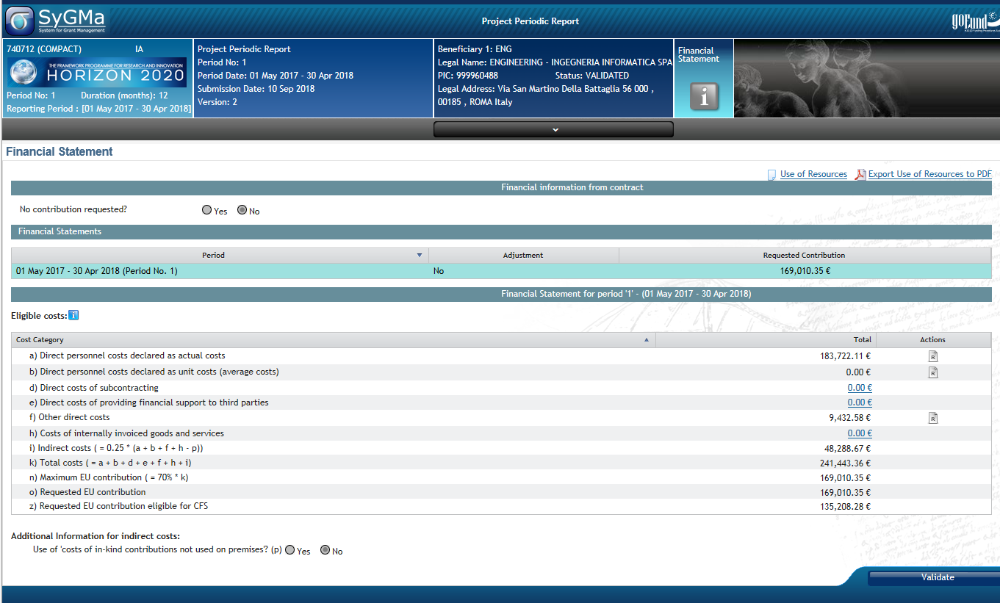 SyGMa
System for Grant Management
Project Periodic Report
gofund
740712 (COMPACT) IA
THE FRAMEWORK PROGRAMME FOR RESEARCH AND INNOVATION
HORIZON 2020
Period No: 1 Duration (months): 12
Reporting Period : [01 May 2017 - 30 Apr 2018]
Project Periodic Report
Period No: 1
Period Date: 01 May 2017 - 30 Apr 2018
Submission Date: 10 Sep 2018
Version: 2
Beneficiary 1: ENG
Legal Name: ENGINEERING - INGEGNERIA INFORMATICA SPA
PIC: 999960488 Status: VALIDATED
Legal Address: Via San Martino Della Battaglia 56 000 ,
00185 , ROMA Italy
Financial
Statement
Financial Statement
Use of Resources Export Use of Resources to PDF
Financial information from contract
No contribution requested? Yes No
Financial Statements
Period Adjustment Requested Contribution
01 May 2017 - 30 Apr 2018 (Period No. 1) No 169,010.35 €
Financial Statement for period '1' - (01 May 2017 - 30 Apr 2018)
Eligible costs:
Cost Category Total Actions
a) Direct personnel costs declared as actual costs 183,722.11 € R
b) Direct personnel costs declared as unit costs (average costs) 0.00 € R
d) Direct costs of subcontracting 0.00 €
e) Direct costs of providing financial support to third parties 0.00 €
f) Other direct costs 9,432.58 € R
h) Costs of internally invoiced goods and services 0.00 €
i) Indirect costs ( = 0.25 * (a + b + f + h - p)) 48,288.67 €
k) Total costs ( = a + b + d + e + f + h + i) 241,443.36 €
n) Maximum EU contribution ( = 70% * k) 169,010.35 €
o) Requested EU contribution 169,010.35 €
z) Requested EU contribution eligible for CFS 135,208.28 €
Additional Information for indirect costs:
Use of 'costs of in-kind contributions not used on premises'? (p) Yes No
Validate